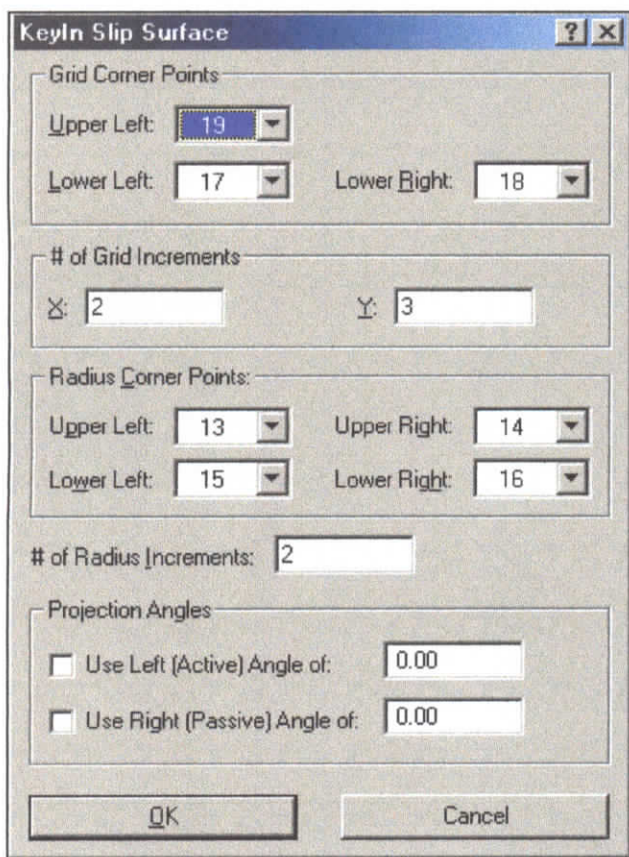 KeyIn Slip Surface
Grid Corner Points
Upper Left: 19
Lower Left: 17 Lower Right: 18
# of Grid Increments
X: 2 Y: 3
Radius Corner Points:
Upper Left: 13 Upper Right: 14
Lower Left: 15 Lower Right: 16
# of Radius Increments: 2
Projection Angles
Use Left (Active) Angle of: 0.00
Use Right (Passive) Angle of: 0.00
OK Cancel